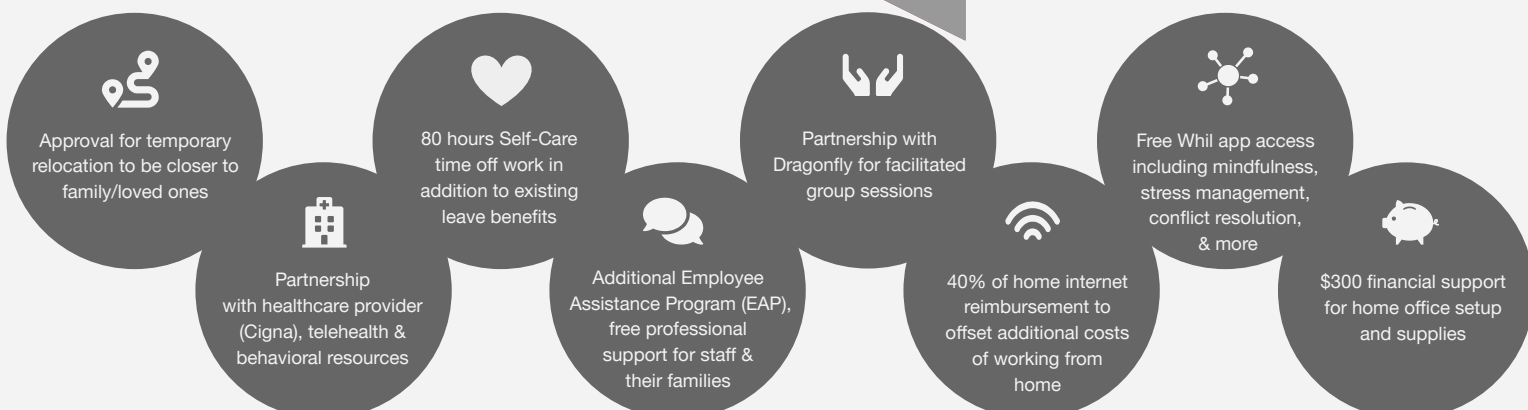 Approval for temporary
relocation to be closer to
family/loved ones
Partnership
with healthcare provider
(Cigna), telehealth &
behavioral resources
80 hours Self-Care
time off work in
addition to existing
leave benefits
Additional Employee
Assistance Program (EAP),
free professional
support for staff &
their families
Partnership with
Dragonfly for facilitated
group sessions
40% of home internet
reimbursement to
offset additional costs
of working from
home
Free Whil app access
including mindfulness,
stress management,
conflict resolution,
& more
$300 financial support
for home office setup
and supplies